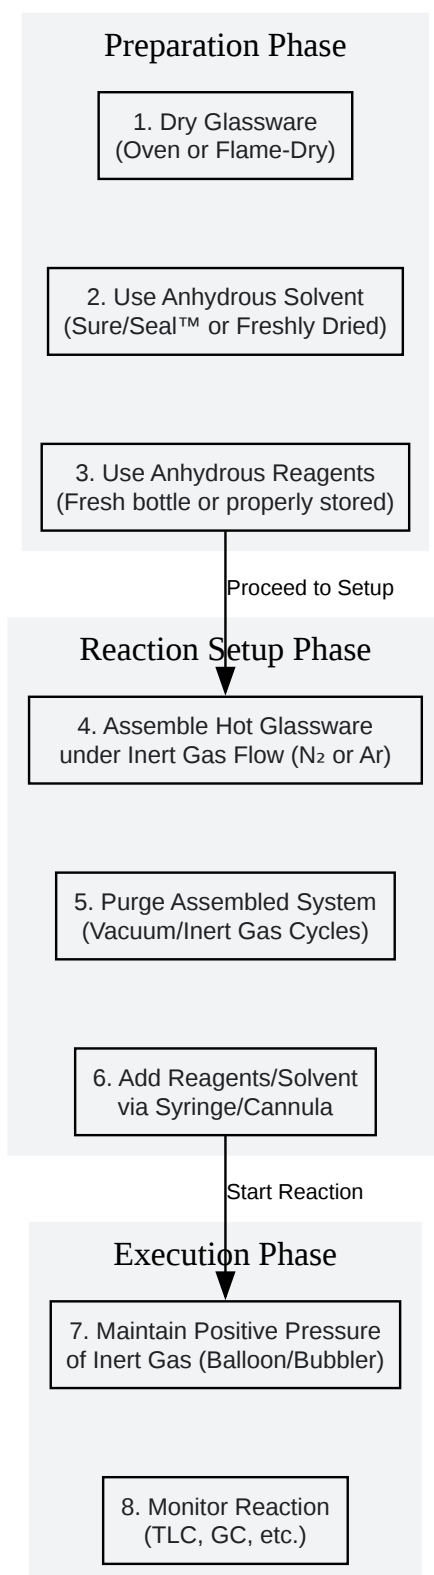 Preparation Phase
1. Dry Glassware
(Oven or Flame-Dry)
2. Use Anhydrous Solvent
(Sure/Seal™ or Freshly Dried)
3. Use Anhydrous Reagents
(Fresh bottle or properly stored)
Proceed to Setup
Reaction Setup Phase
4. Assemble Hot Glassware
under Inert Gas Flow (N₂ or Ar)
5. Purge Assembled System
(Vacuum/Inert Gas Cycles)
6. Add Reagents/Solvent
via Syringe/Cannula
Start Reaction
Execution Phase
7. Maintain Positive Pressure
of Inert Gas (Balloon/Bubbler)
8. Monitor Reaction
(TLC, GC, etc.)